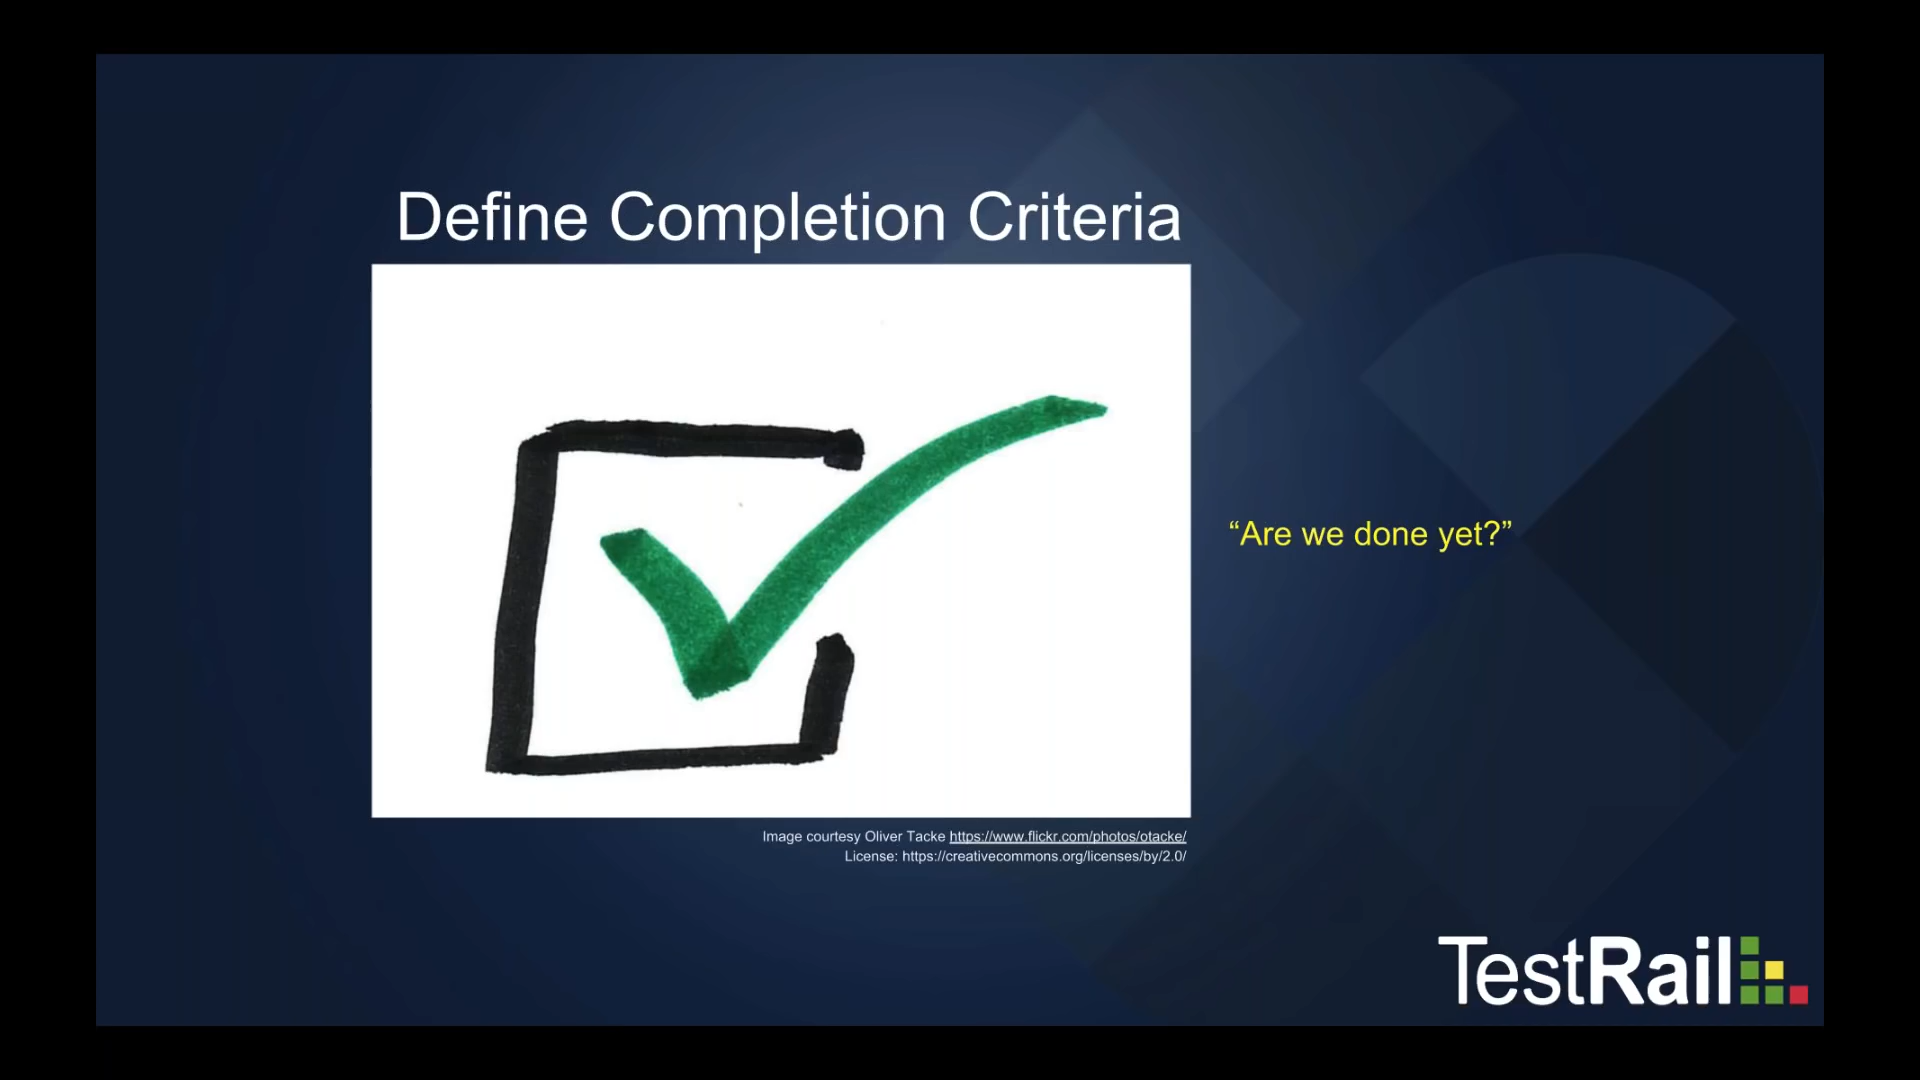 Define Completion Criteria
“Are we done yet?”
Image courtesy Oliver Tacke https://www.flickr.com/photos/otacke/
License: https://creativecommons.org/licenses/by/2.0/
TestRail